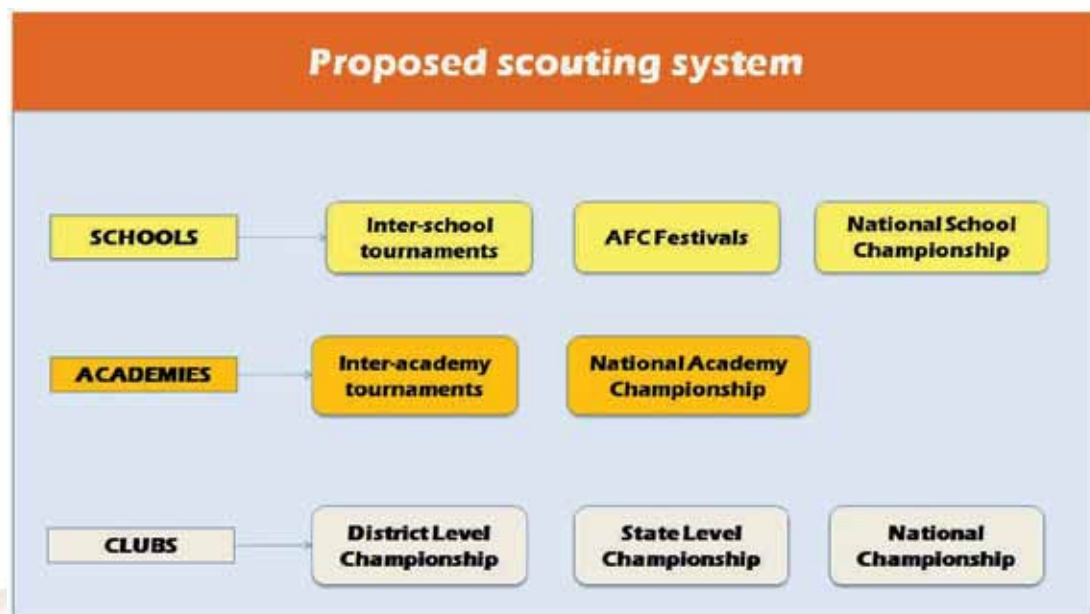 Proposed scouting system
SCHOOLS
Inter-school
tournaments
AFC Festivals
National School
Championship
ACADEMIES
Inter-academy
tournaments
National Academy
Championship
CLUBS
District Level
Championship
State Level
Championship
National
Championship